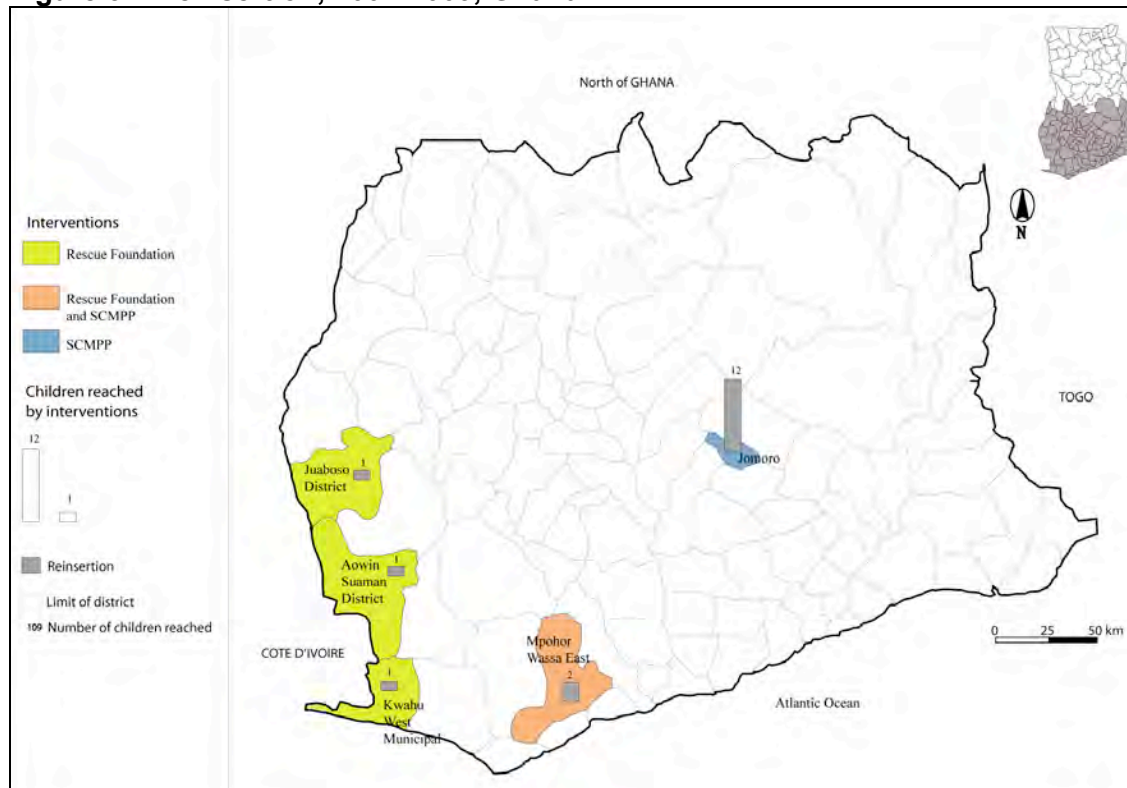 North of GHANA
N
Interventions
Rescue Foundation
Rescue Foundation
and SCMPP
SCMPP
Children reached
by interventions
12
1
Reinsertion
Limit of district
109 Number of children reached
12
Jomoro
TOGO
Juaboso
District
1
Aowin
Suaman
District
1
COTE D'IVOIRE
1
Kwahu
West
Municipal
Mpohor
Wassa East
2
0 25 50 km
Atlantic Ocean